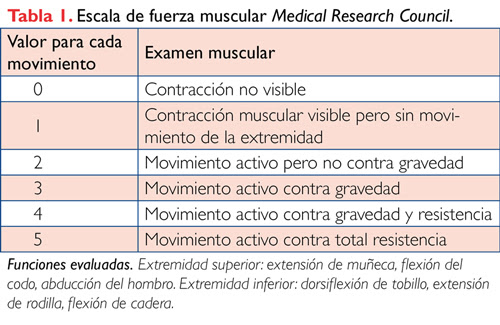 Tabla 1. Escala de fuerza muscular Medical Research Council.
Valor para cada movimiento
Examen muscular
0 Contracción no visible
1 Contracción muscular visible pero sin movi-
miento de la extremidad
2 Movimiento activo pero no contra gravedad
3 Movimiento activo contra gravedad
4 Movimiento activo contra gravedad y resistencia
5 Movimiento activo contra total resistencia
Funciones evaluadas. Extremidad superior: extensión de muñeca, flexión del
codo, abducción del hombro. Extremidad inferior: dorsiflexión de tobillo, extensión
de rodilla, flexión de cadera.